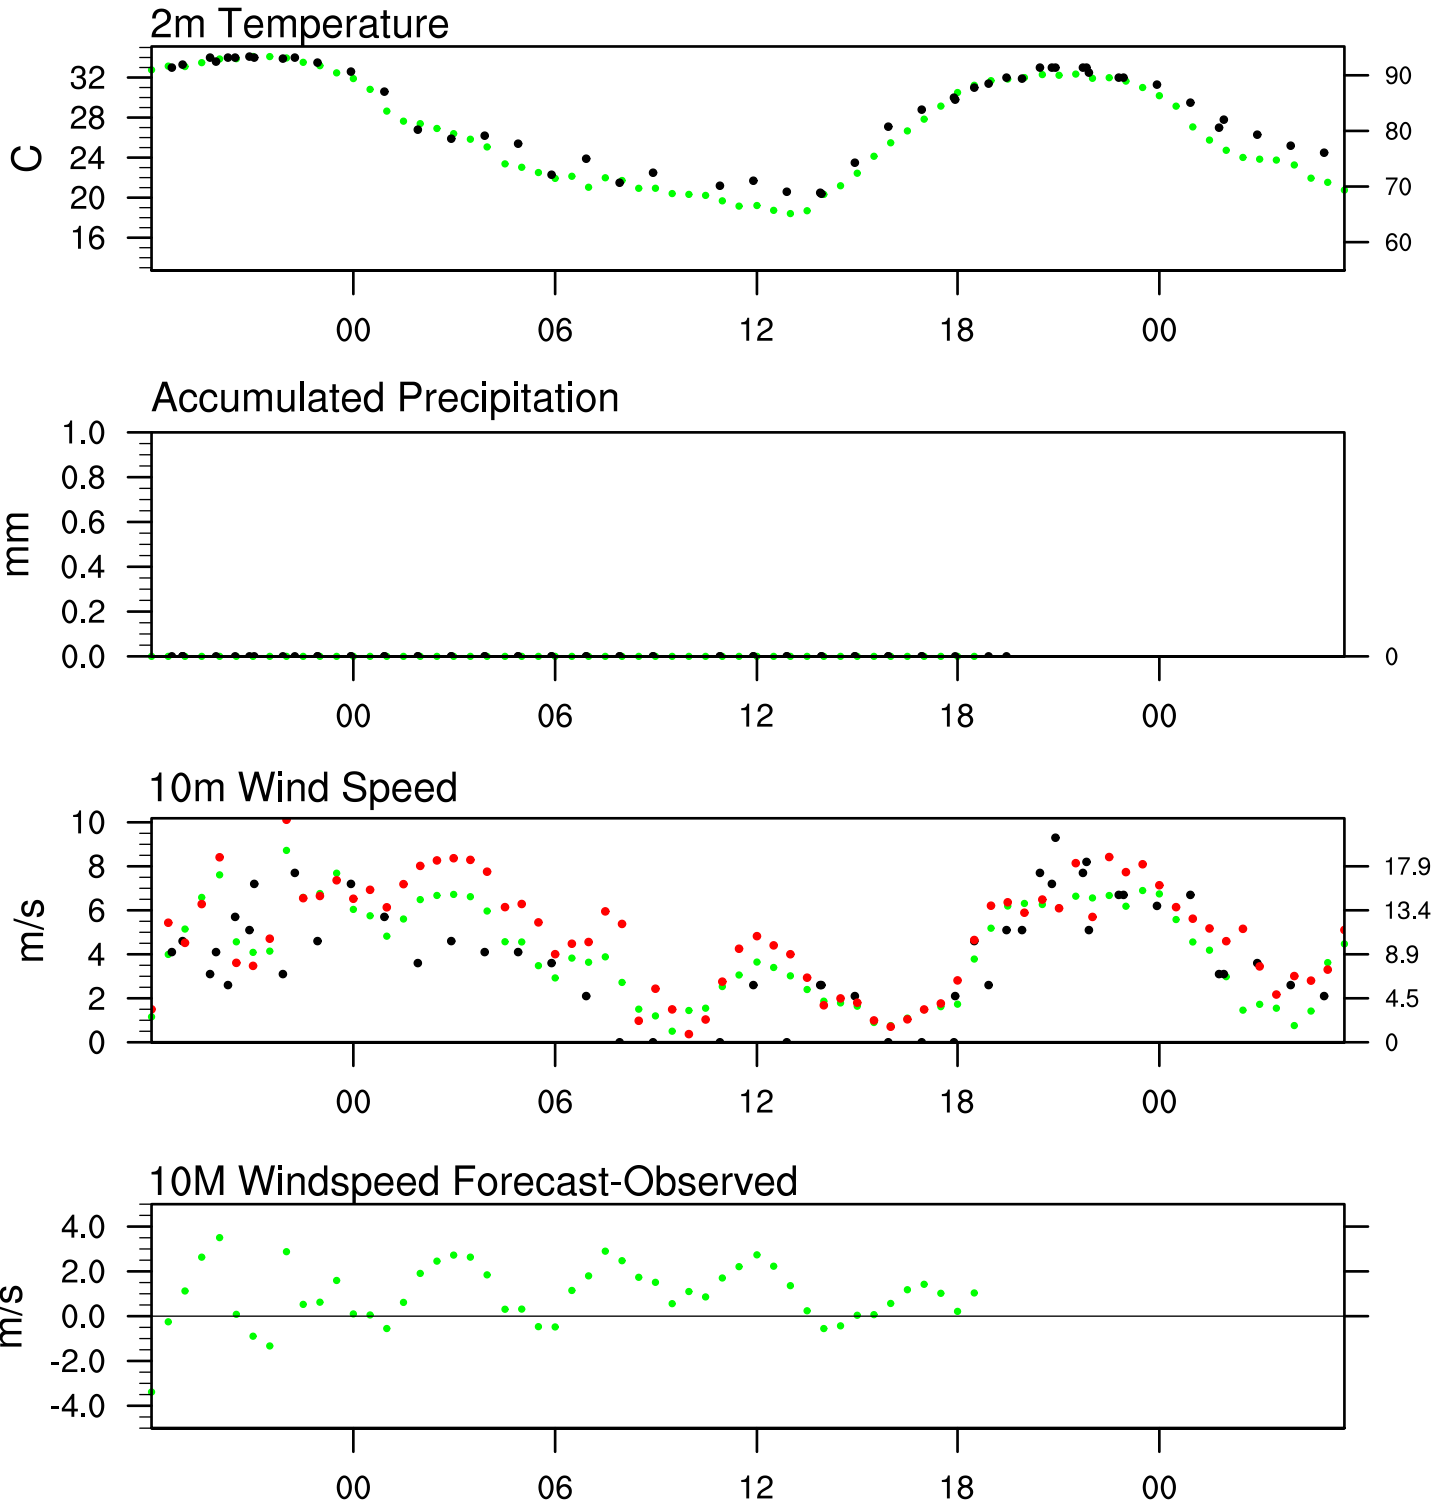 2m Temperature
C
32
28
24
20
16
90
80
70
60
00 06 12 18 00
Accumulated Precipitation
mm
1.0
0.8
0.6
0.4
0.2
0.0
0
00 06 12 18 00
10m Wind Speed
m/s
10
8
6
4
2
0
17.9
13.4
8.9
4.5
0
00 06 12 18 00
10M Windspeed Forecast-Observed
m/s
4.0
2.0
0.0
-2.0
-4.0
00 06 12 18 00